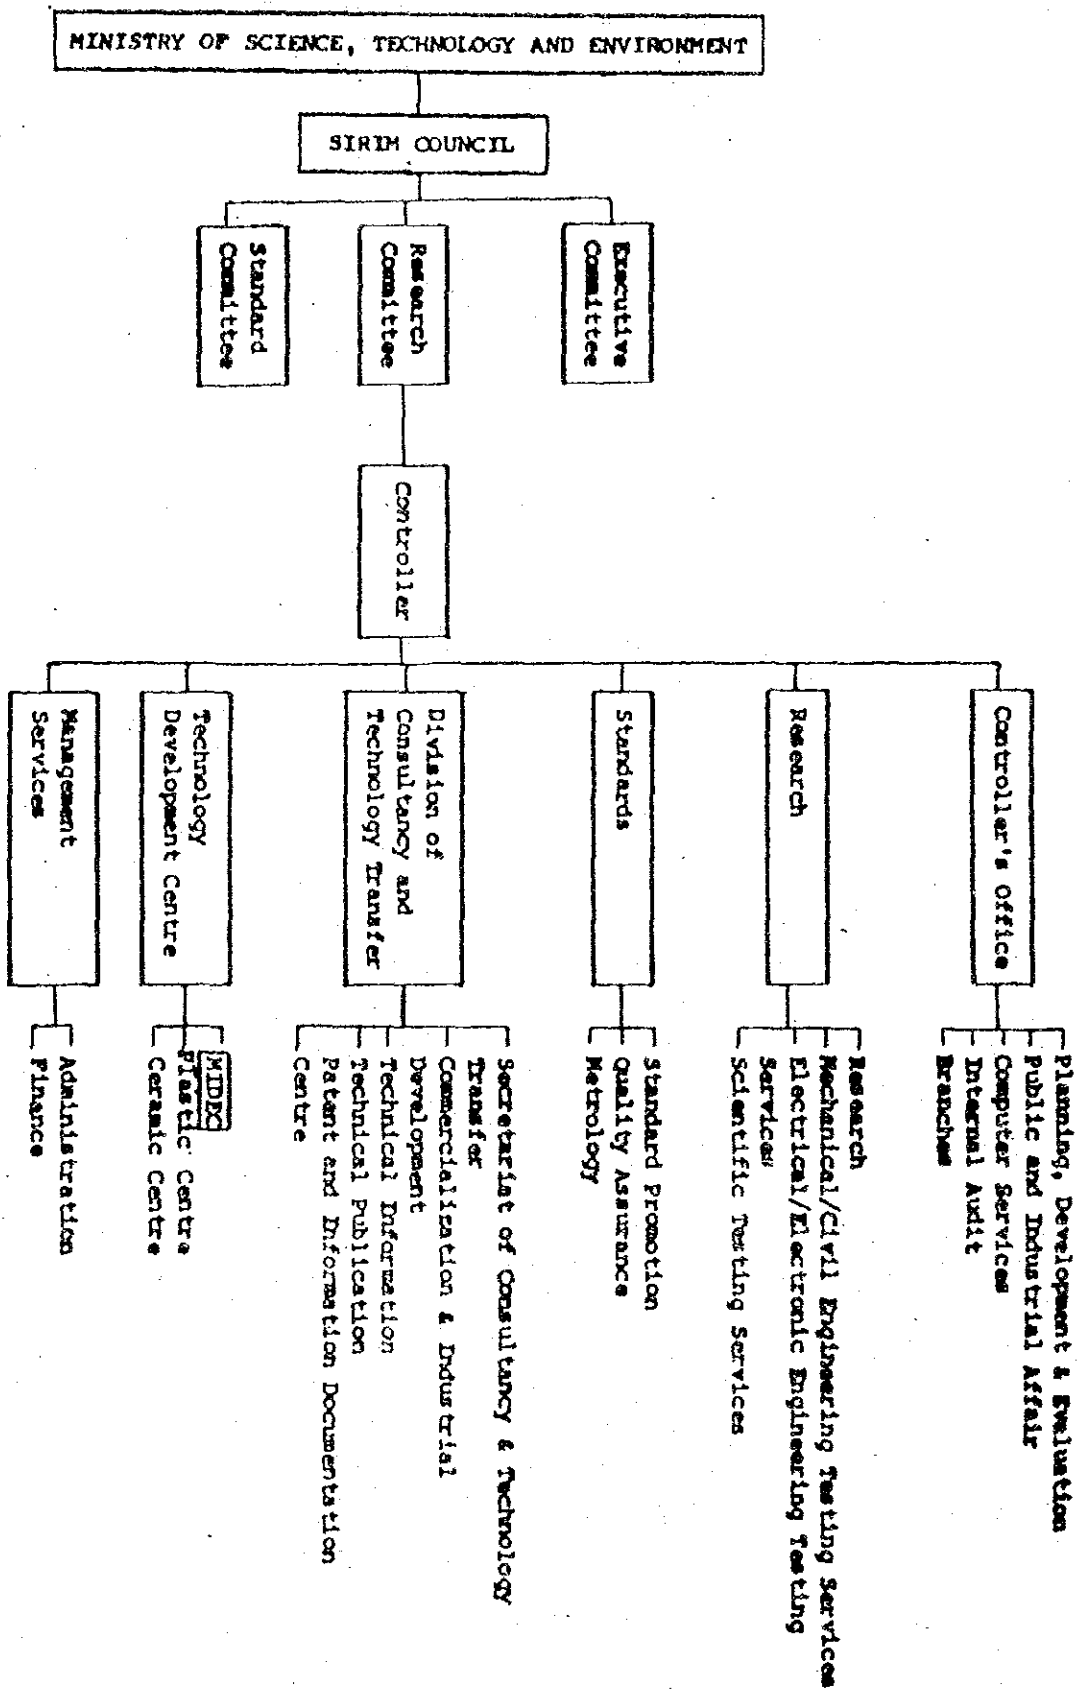 MINISTRY OF SCIENCE, TECHNOLOGY AND ENVIRONMENT
SIRIM COUNCIL
Executive
Committee
Research
Committee
Standard
Committee
Controller
Controller's Office
Planning, Development & Evaluation
Public and Industrial Affair
Computer Services
Internal Audit
Branches
Research
Research
Mechanical/Civil Engineering Testing Services
Electrical/Electronic Engineering Testing
Services
Scientific Testing Services
Standards
Standard Promotion
Quality Assurance
Metrology
Division of
Consultancy and
Technology Transfer
Secretariat of Consultancy & Technology
Transfer
Commercialization & Industrial
Development
Technical Information
Technical Publication
Patent and Information Documentation
Centre
Technology
Development Centre
MIDEC
Plastic Centre
Ceramic Centre
Management
Services
Administration
Finance